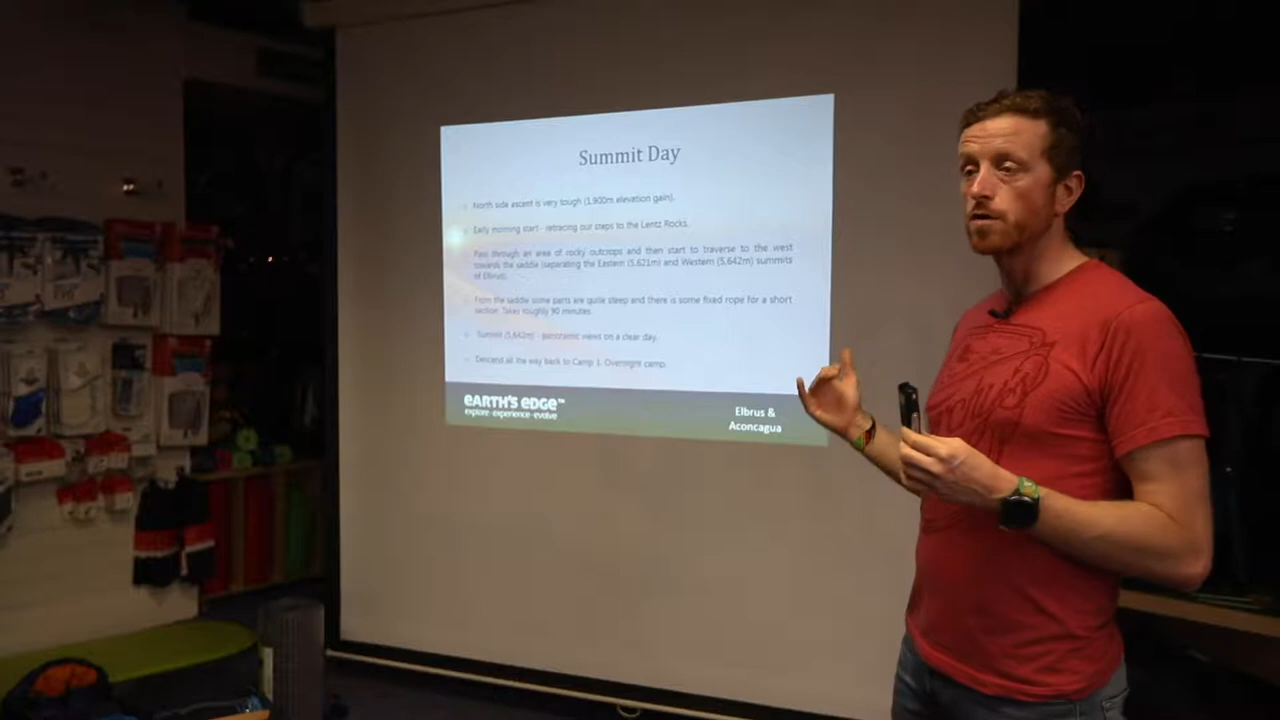 Summit Day
North side ascent is very tough (1,900m elevation gain).
Early morning start - retracing our steps to the Lentz Rocks.
Pass through an area of rocky outcrops and then start to traverse to the west
towards the saddle (separating the Eastern (5,621m) and Western (5,642m) summits
of Elbrus).
From the saddle some parts are quite steep and there is some fixed rope for a short
section. Takes roughly 90 minutes.
Summit (5,642m) - panoramic views on a clear day.
Descend all the way back to Camp 1. Overnight camp.
EARTH'S EDGE™
explore·experience·evolve
Elbrus &
Aconcagua